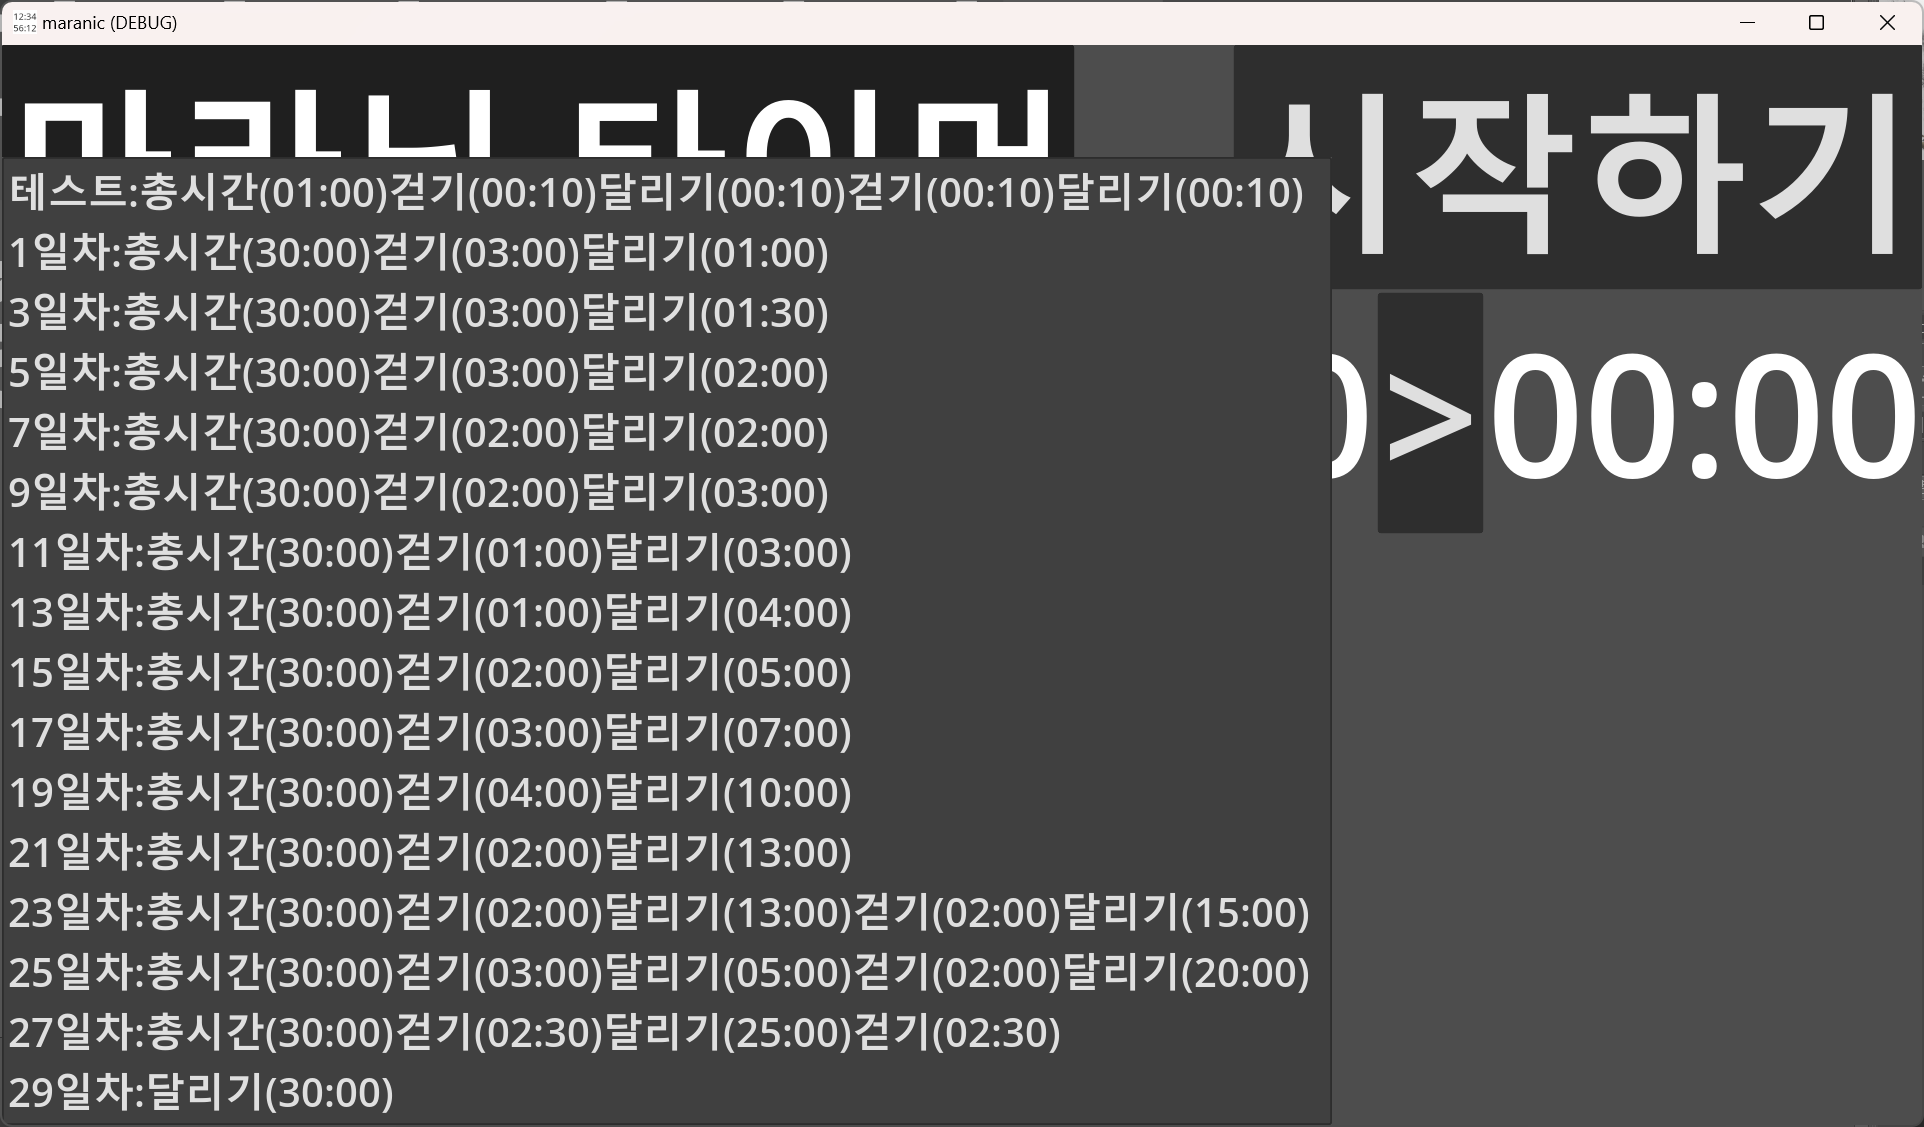 12:34
56:12
maranic (DEBUG)
마라닉 타이머
시작하기
테스트:총시간(01:00)걷기(00:10)달리기(00:10)걷기(00:10)달리기(00:10)
1일차:총시간(30:00)걷기(03:00)달리기(01:00)
3일차:총시간(30:00)걷기(03:00)달리기(01:30)
> 00:00
5일차:총시간(30:00)걷기(03:00)달리기(02:00)
7일차:총시간(30:00)걷기(02:00)달리기(02:00)
9일차:총시간(30:00)걷기(02:00)달리기(03:00)
11일차:총시간(30:00)걷기(01:00)달리기(03:00)
13일차:총시간(30:00)걷기(01:00)달리기(04:00)
15일차:총시간(30:00)걷기(02:00)달리기(05:00)
17일차:총시간(30:00)걷기(03:00)달리기(07:00)
19일차:총시간(30:00)걷기(04:00)달리기(10:00)
21일차:총시간(30:00)걷기(02:00)달리기(13:00)
23일차:총시간(30:00)걷기(02:00)달리기(13:00)걷기(02:00)달리기(15:00)
25일차:총시간(30:00)걷기(03:00)달리기(05:00)걷기(02:00)달리기(20:00)
27일차:총시간(30:00)걷기(02:30)달리기(25:00)걷기(02:30)
29일차:달리기(30:00)